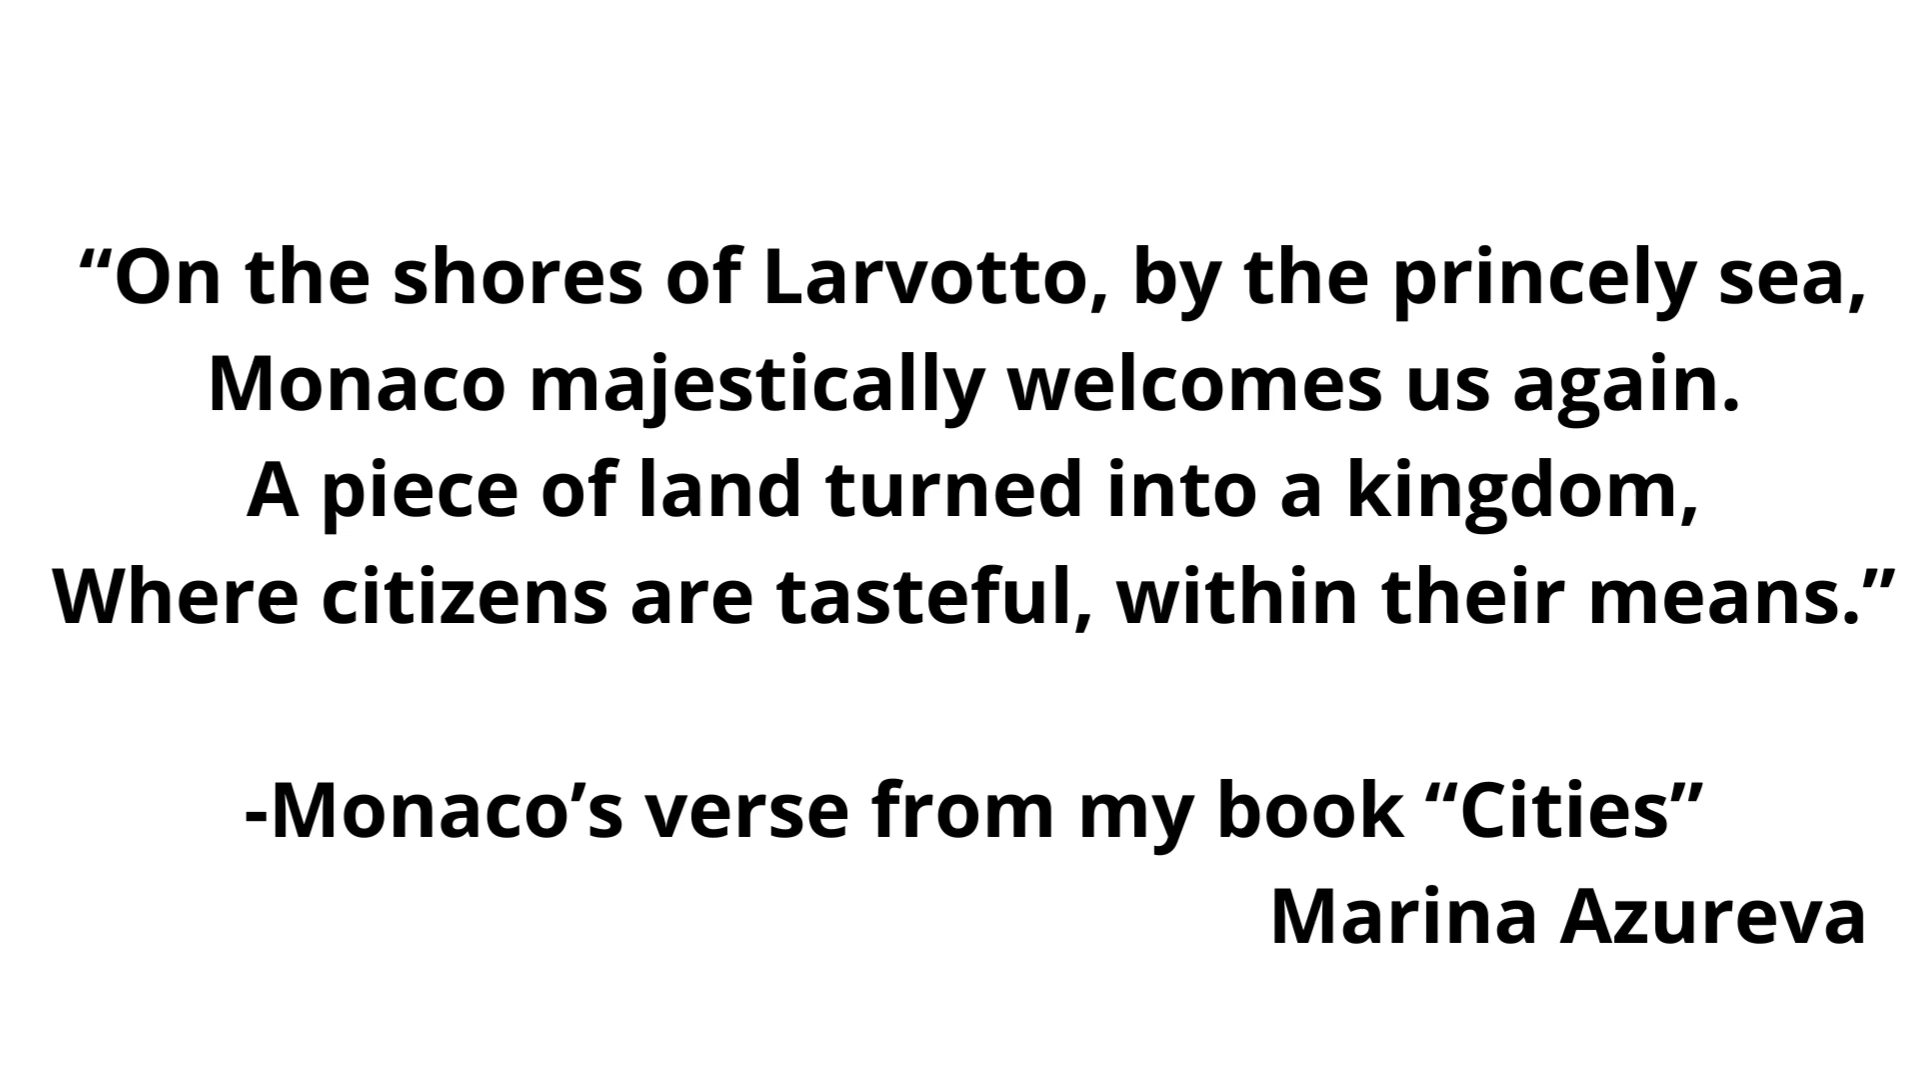 “On the shores of Larvotto, by the princely sea,
Monaco majestically welcomes us again.
A piece of land turned into a kingdom,
Where citizens are tasteful, within their means.”
-Monaco’s verse from my book “Cities”
Marina Azureva